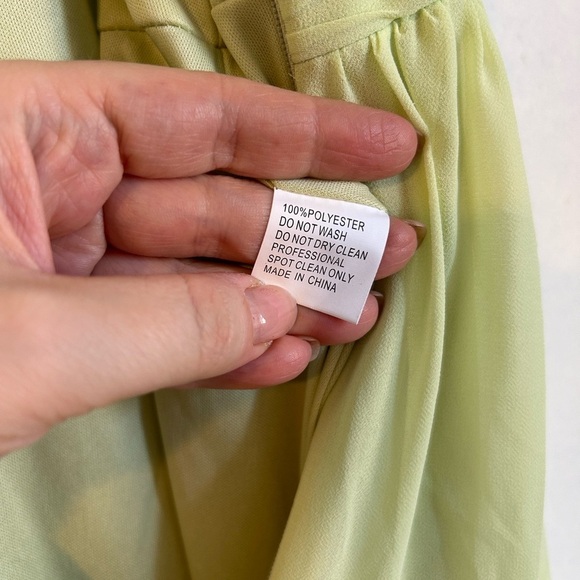 100%POLYESTER
DO NOT WASH
DO NOT DRY CLEAN
PROFESSIONAL
SPOT CLEAN ONLY
MADE IN CHINA